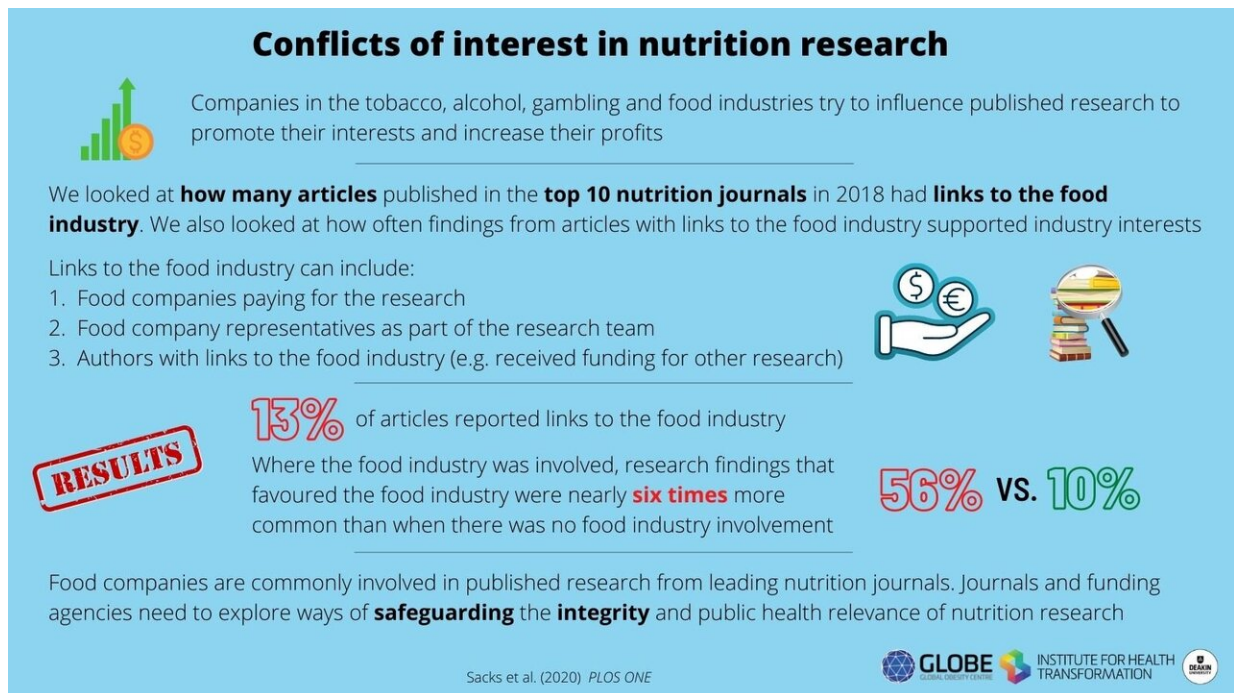 Conflicts of interest in nutrition research
Companies in the tobacco, alcohol, gambling and food industries try to influence published research to
promote their interests and increase their profits
$
We looked at how many articles published in the top 10 nutrition journals in 2018 had links to the food
industry. We also looked at how often findings from articles with links to the food industry supported industry interests
Links to the food industry can include:
1. Food companies paying for the research
2. Food company representatives as part of the research team
3. Authors with links to the food industry (e.g. received funding for other research)
$ €
RESULTS
13% of articles reported links to the food industry
Where the food industry was involved, research findings that
favoured the food industry were nearly six times more
common than when there was no food industry involvement
56% VS. 10%
Food companies are commonly involved in published research from leading nutrition journals. Journals and funding
agencies need to explore ways of safeguarding the integrity and public health relevance of nutrition research
Sacks et al. (2020) PLOS ONE
GLOBE
GLOBAL OBESITY CENTRE
INSTITUTE FOR HEALTH
TRANSFORMATION
DEAKIN
UNIVERSITY